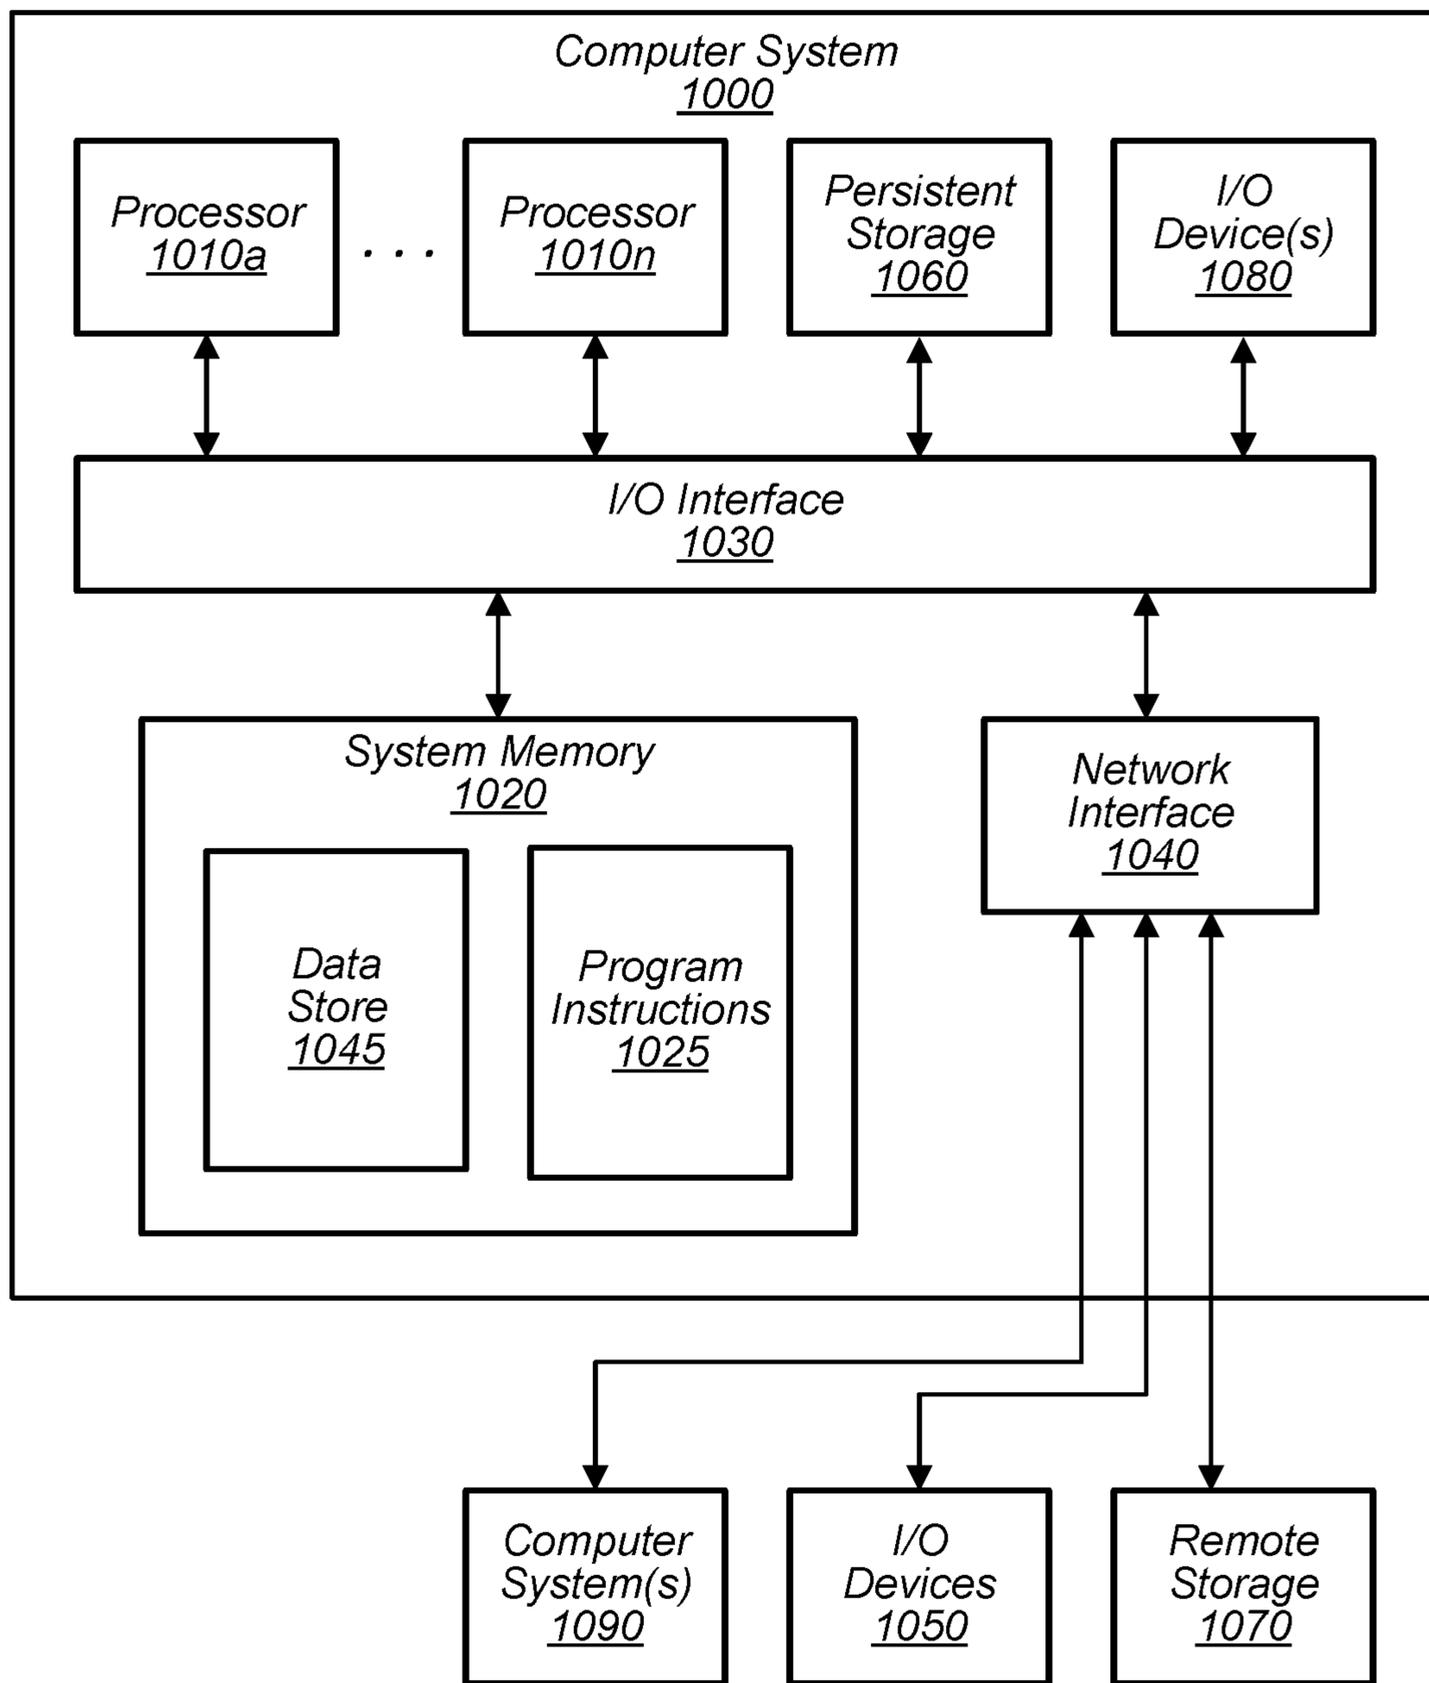 Computer System
1000
Processor
1010a
. . .
Processor
1010n
Persistent
Storage
1060
I/O
Device(s)
1080
I/O Interface
1030
System Memory
1020
Data
Store
1045
Program
Instructions
1025
Network
Interface
1040
Computer
System(s)
1090
I/O
Devices
1050
Remote
Storage
1070